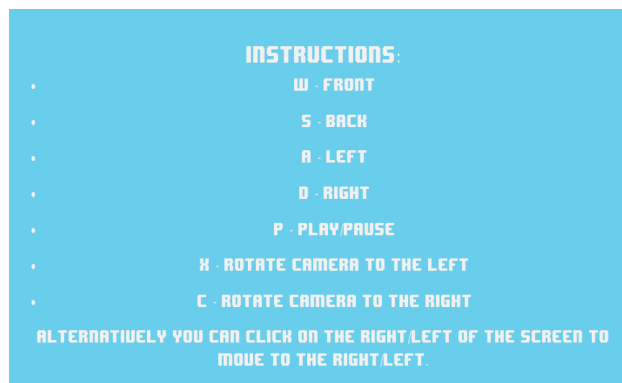 INSTRUCTIONS:
• W - FRONT
• S - BACK
• A - LEFT
• D - RIGHT
• P - PLAY/PAUSE
• X - ROTATE CAMERA TO THE LEFT
• C - ROTATE CAMERA TO THE RIGHT
ALTERNATIVELY YOU CAN CLICK ON THE RIGHT/LEFT OF THE SCREEN TO
MOVE TO THE RIGHT/LEFT.